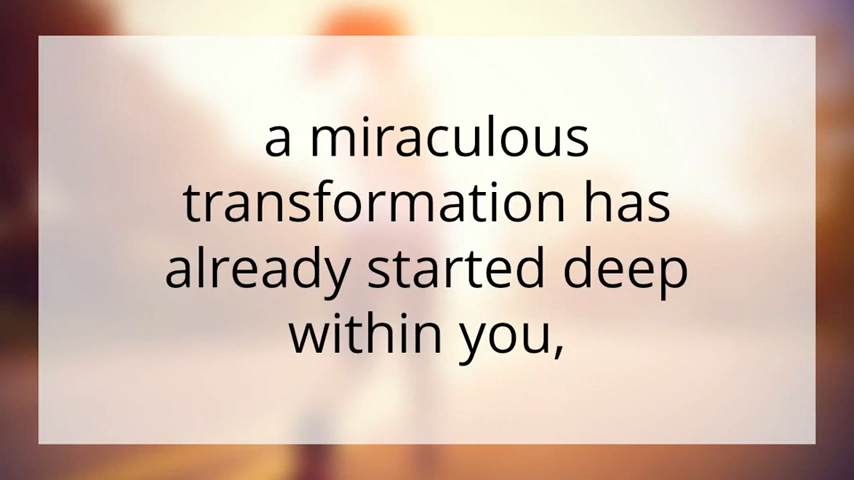 a miraculous
transformation has
already started deep
within you,